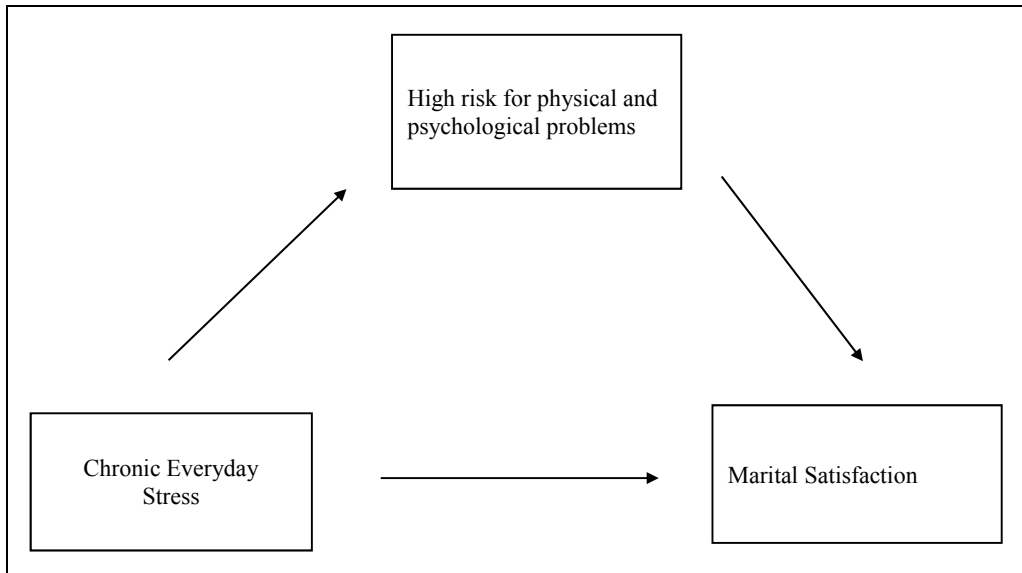 High risk for physical and
psychological problems
Chronic Everyday
Stress
Marital Satisfaction